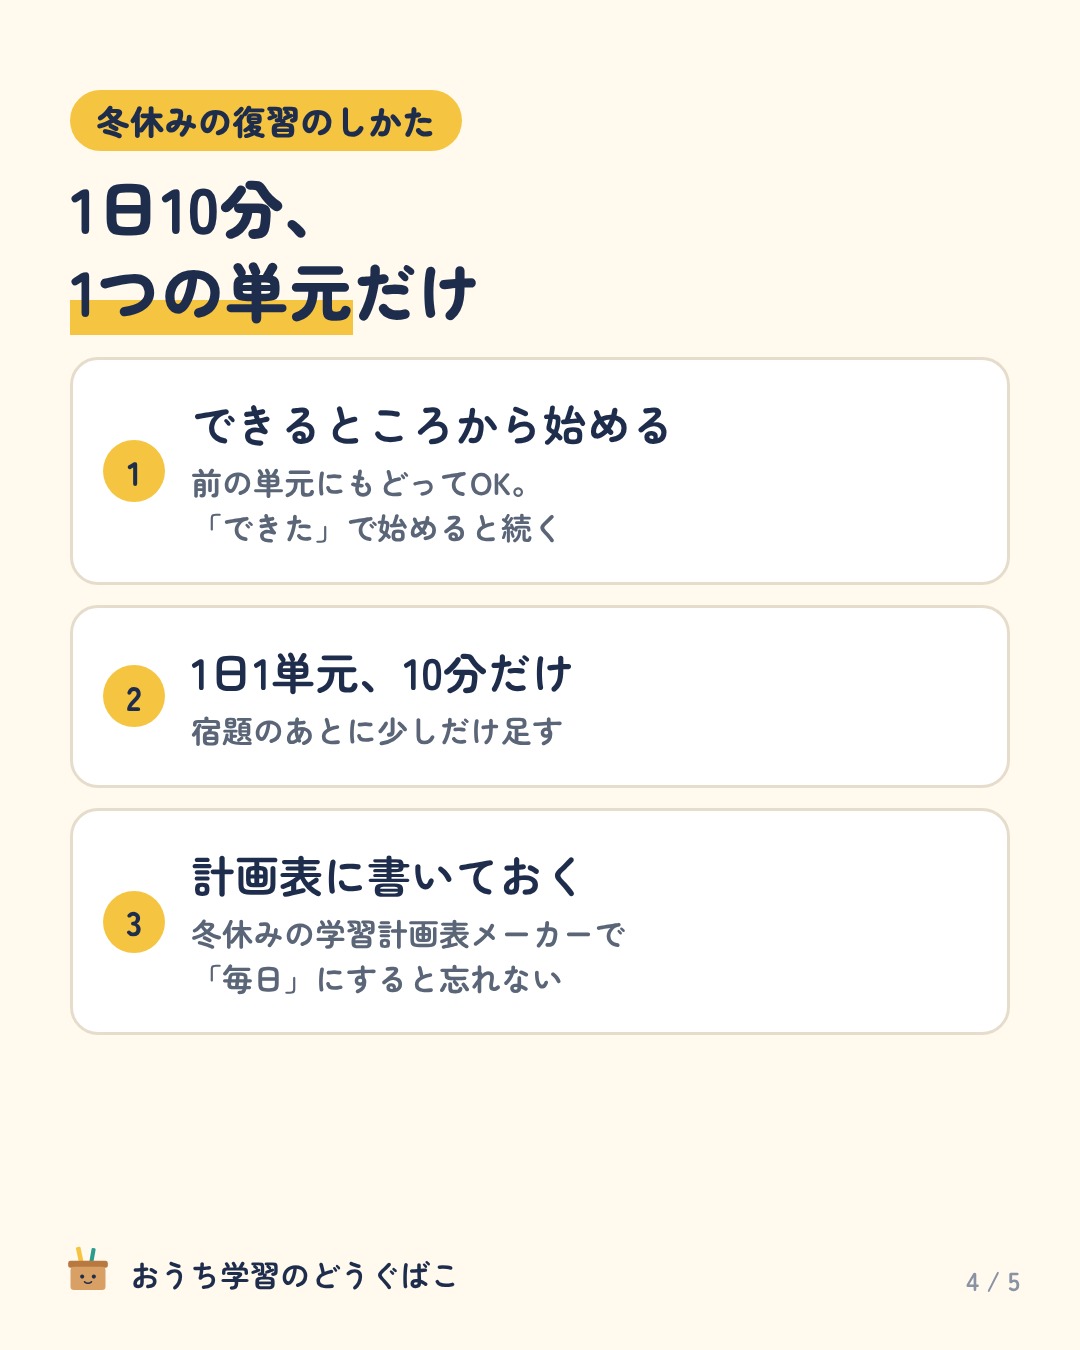 冬休みの復習のしかた
1日10分、
1つの単元だけ
1
できるところから始める
前の単元にもどってOK。
「できた」で始めると続く
2
1日1単元、10分だけ
宿題のあとに少しだけ足す
3
計画表に書いておく
冬休みの学習計画表メーカーで
「毎日」にすると忘れない
おうち学習のどうぐばこ
4 / 5